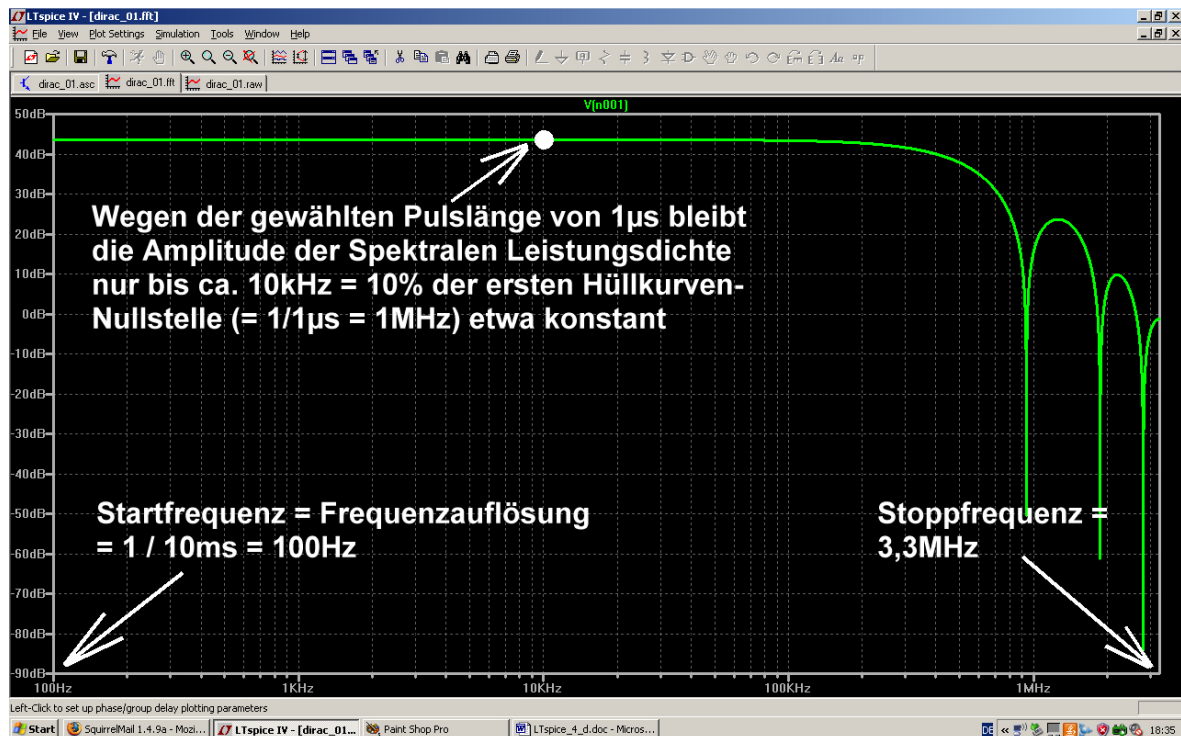 LTspice IV - [dirac_01.fft]
File View Plot Settings Simulation Tools Window Help
dirac_01.asc dirac_01.fft dirac_01.raw
V(n001)
50dB
40dB
30dB
20dB
10dB
0dB
-10dB
-20dB
-30dB
-40dB
-50dB
-60dB
-70dB
-80dB
-90dB
Wegen der gewählten Pulslänge von 1µs bleibt
die Amplitude der Spektralen Leistungsdichte
nur bis ca. 10kHz = 10% der ersten Hüllkurven-
Nullstelle (= 1/1µs = 1MHz) etwa konstant
Startfrequenz = Frequenzauflösung
= 1 / 10ms = 100Hz
Stoppfrequenz =
3,3MHz
100Hz 1KHz 10KHz 100KHz 1MHz
Left-Click to set up phase/group delay plotting parameters
Start SquirrelMail 1.4.9a - Mozi... LTspice IV - [dirac_01... Paint Shop Pro LTspice_4_d.doc - Micros... DE 18:35